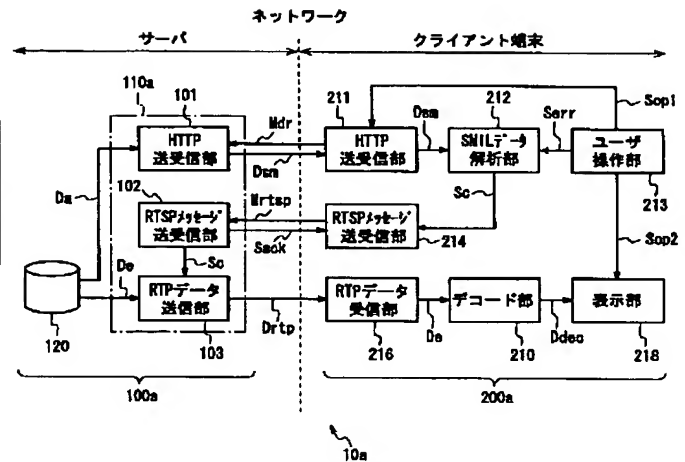 ネットワーク
サーバ
クライアント端末
110a
101
HTTP
送受信部
Mdr
Dsm
211
HTTP
送受信部
Dsm
212
SMILデータ
解析部
Serr
Sop1
ユーザ
操作部
213
Da
102
RTSPメッセージ
送受信部
Mrtsp
Sack
RTSPメッセージ
送受信部
214
Sc
Sop2
Sc
De
RTPデータ
送信部
103
Drtp
RTPデータ
受信部
216
De
デコード部
210
Ddec
表示部
218
120
100a
200a
10a